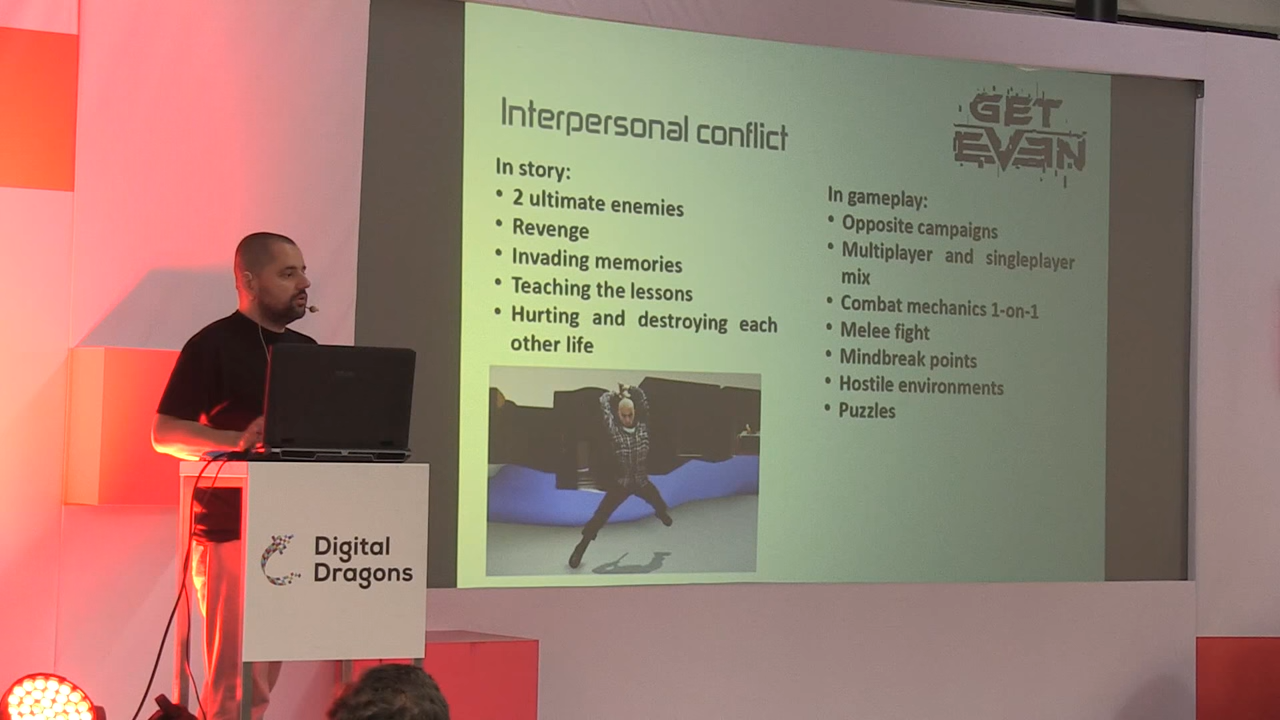 Interpersonal conflict
GET
EVEN
In story:
• 2 ultimate enemies
• Revenge
• Invading memories
• Teaching the lessons
• Hurting and destroying each
other life
In gameplay:
• Opposite campaigns
• Multiplayer and singleplayer
mix
• Combat mechanics 1-on-1
• Melee fight
• Mindbreak points
• Hostile environments
• Puzzles
Digital
Dragons